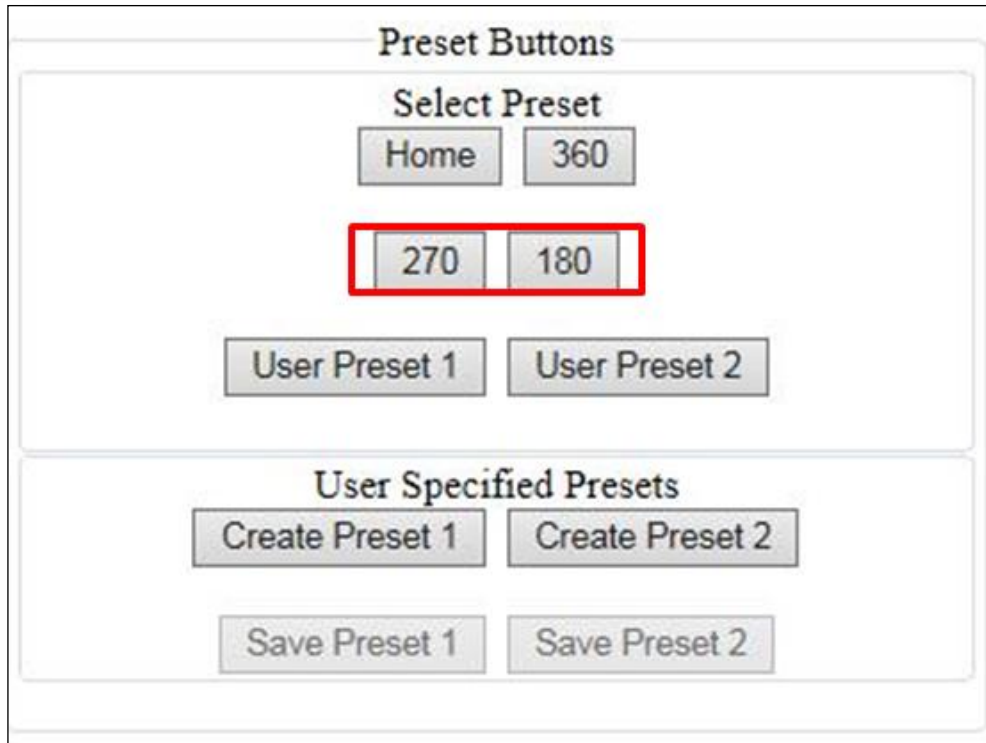 Preset Buttons
Select Preset
Home 360
270 180
User Preset 1 User Preset 2
User Specified Presets
Create Preset 1 Create Preset 2
Save Preset 1 Save Preset 2